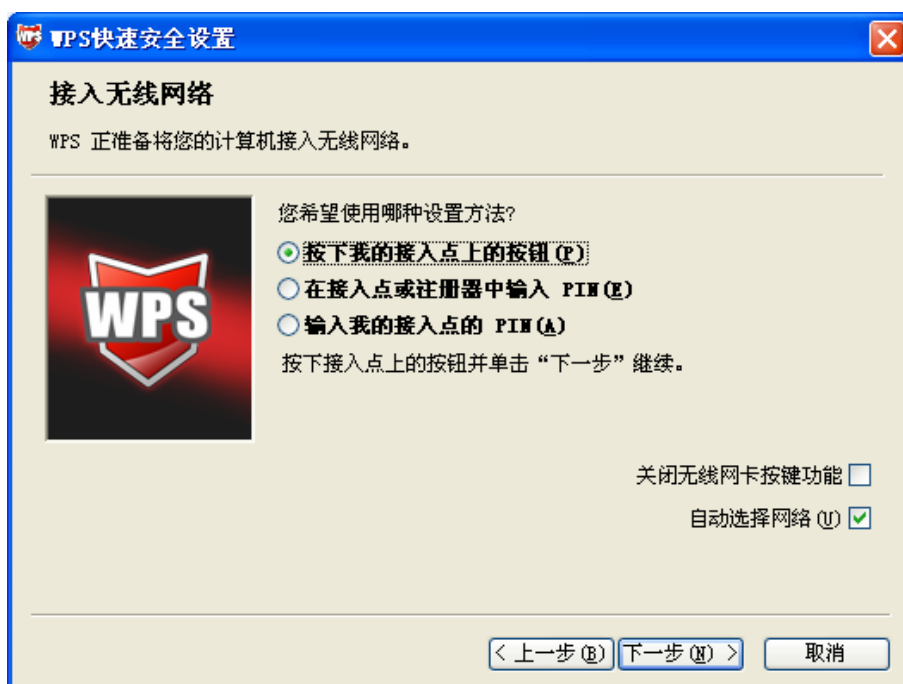 WPS快速安全设置
接入无线网络
WPS 正准备将您的计算机接入无线网络。
WPS
您希望使用哪种设置方法?
按下我的接入点上的按钮(P)
在接入点或注册器中输入 PIN(E)
输入我的接入点的 PIN(A)
按下接入点上的按钮并单击“下一步”继续。
关闭无线网卡按键功能
自动选择网络(U)
< 上一步(B) 下一步(N) > 取消